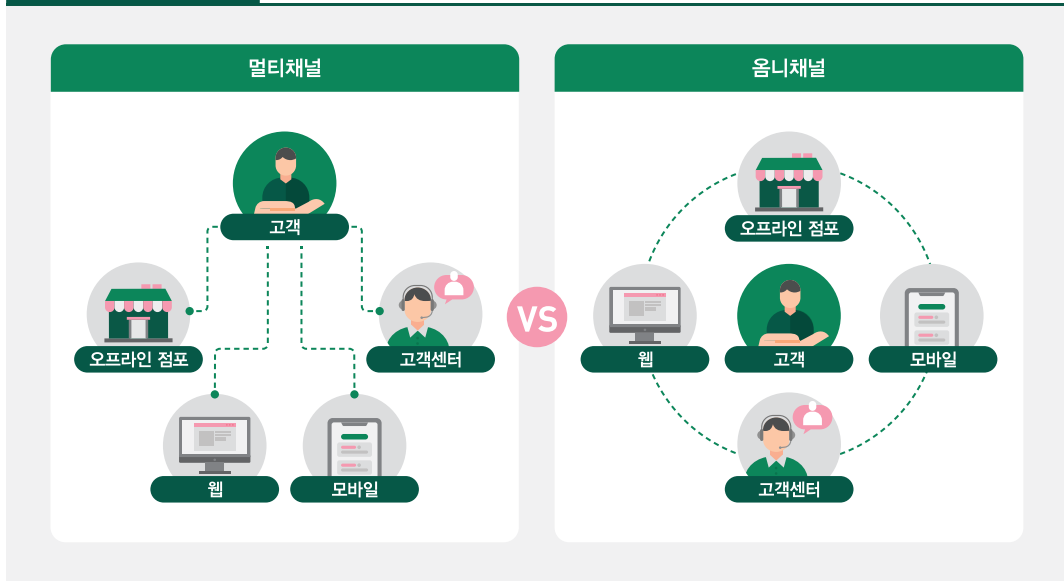 멀티채널
고객
오프라인 점포
고객센터
웹
모바일
VS
옴니채널
오프라인 점포
웹
고객
모바일
고객센터